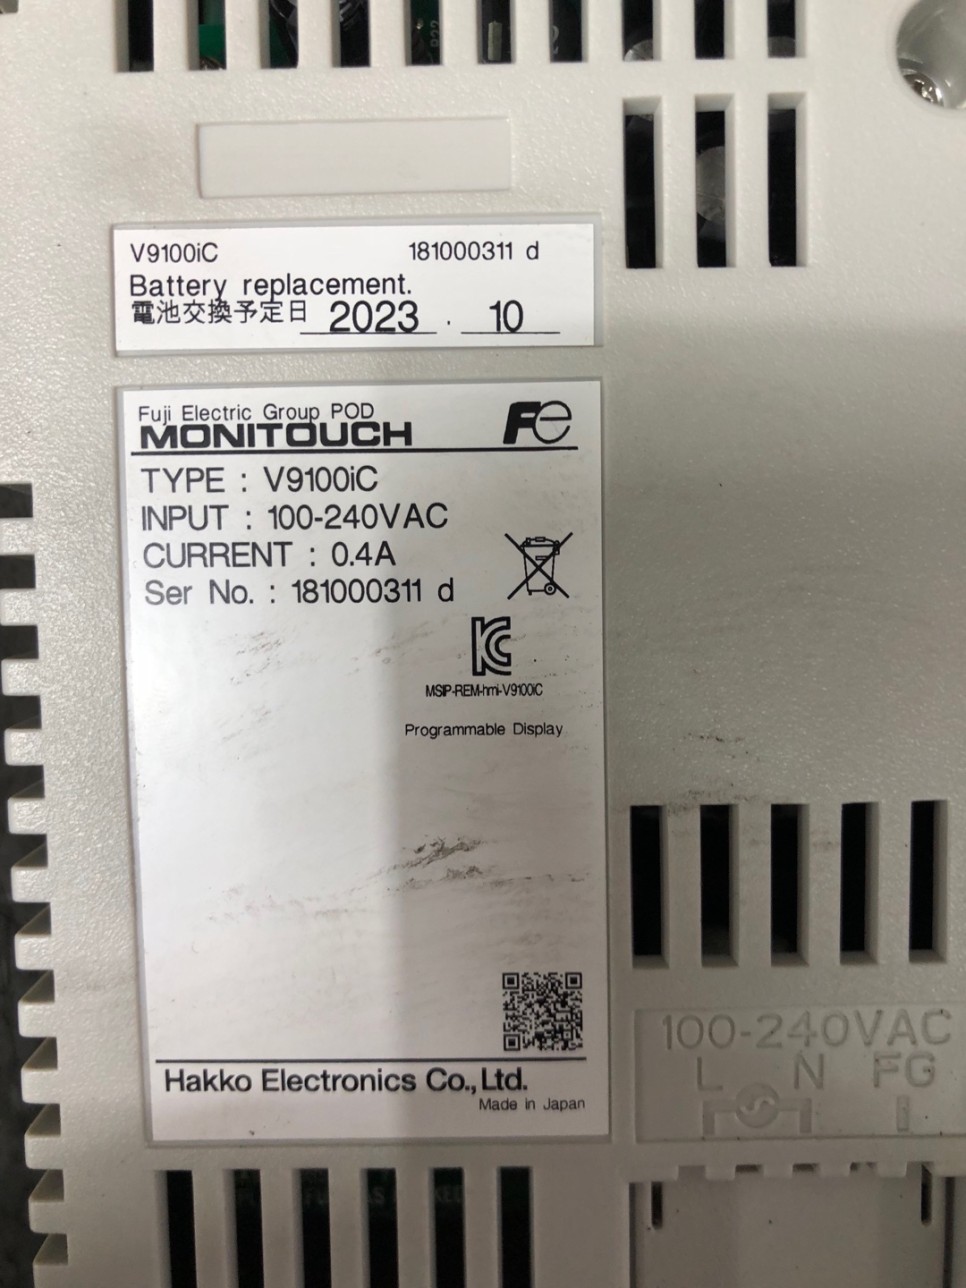 V9100iC 181000311 d
Battery replacement.
電池交換予定日 2023 . 10
Fuji Electric Group POD
MONITOUCH Fe
TYPE : V9100iC
INPUT : 100-240VAC
CURRENT : 0.4A
Ser No. : 181000311 d
KC
MSIP-REM-hmi-V9100iC
Programmable Display
Hakko Electronics Co., Ltd.
Made in Japan
100-240VAC
L N FG